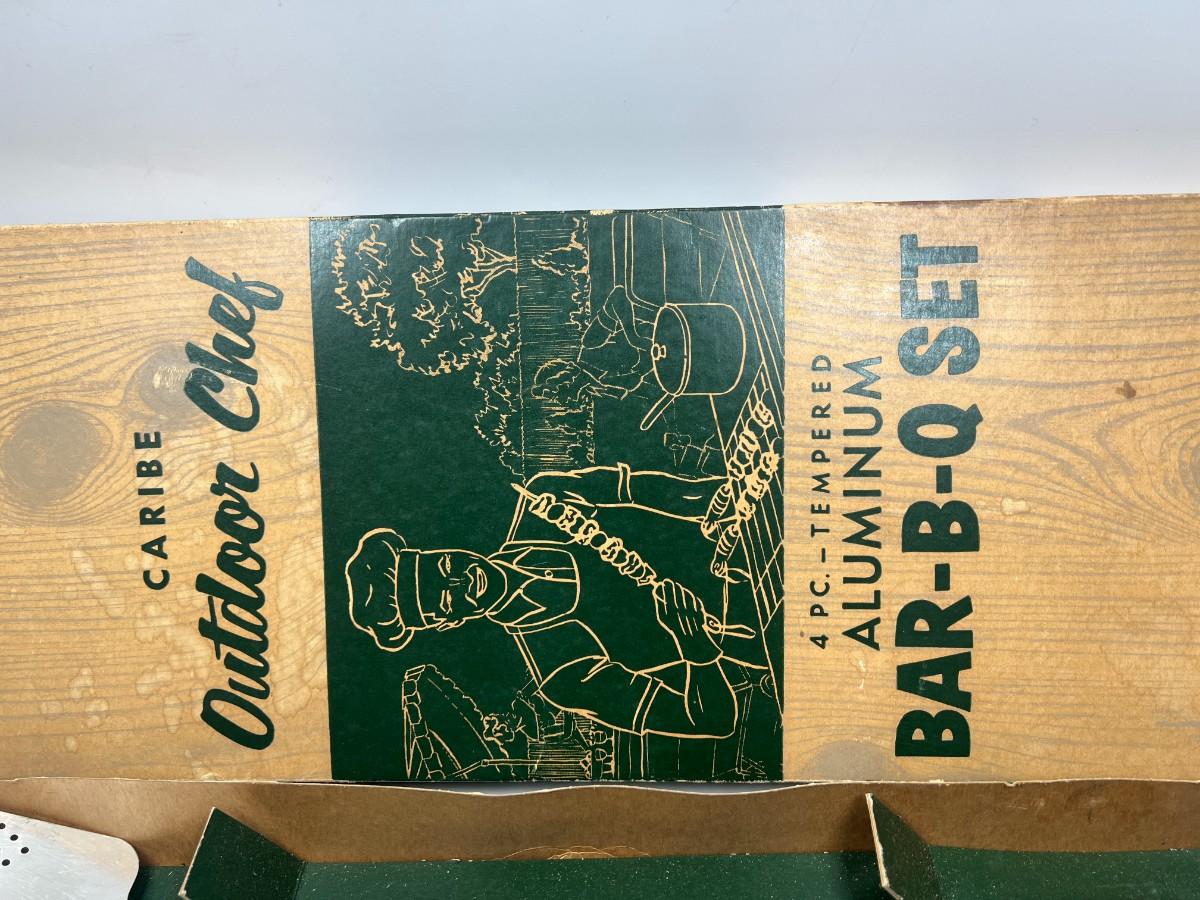 CARIBE
Outdoor Chef
4 PC.-TEMPERED
ALUMINUM
BAR-B-Q SET